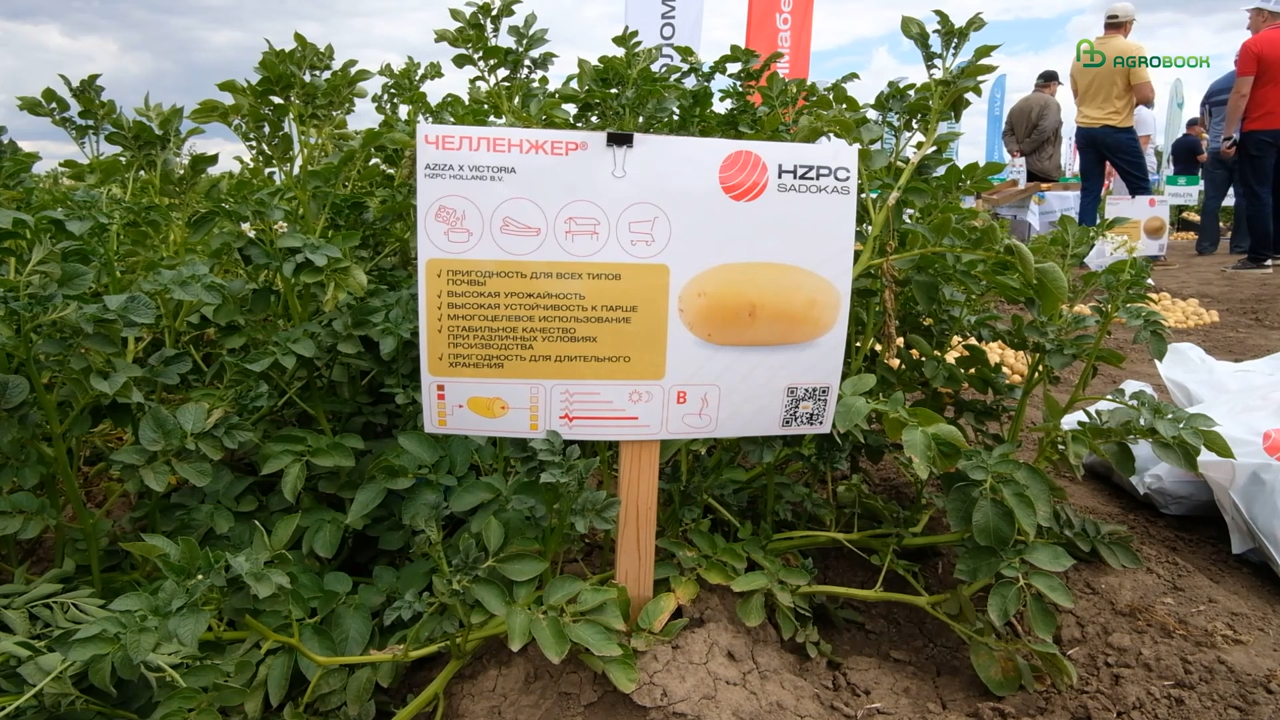 AGROBOOK
ЧЕЛЛЕНЖЕР®
AZIZA X VICTORIA
HZPC HOLLAND B.V.
HZPC
SADOKAS
√ ПРИГОДНОСТЬ ДЛЯ ВСЕХ ТИПОВ
ПОЧВЫ
√ ВЫСОКАЯ УРОЖАЙНОСТЬ
√ ВЫСОКАЯ УСТОЙЧИВОСТЬ К ПАРШЕ
√ МНОГОЦЕЛЕВОЕ ИСПОЛЬЗОВАНИЕ
√ СТАБИЛЬНОЕ КАЧЕСТВО
ПРИ РАЗЛИЧНЫХ УСЛОВИЯХ
ПРОИЗВОДСТВА
√ ПРИГОДНОСТЬ ДЛЯ ДЛИТЕЛЬНОГО
ХРАНЕНИЯ
B